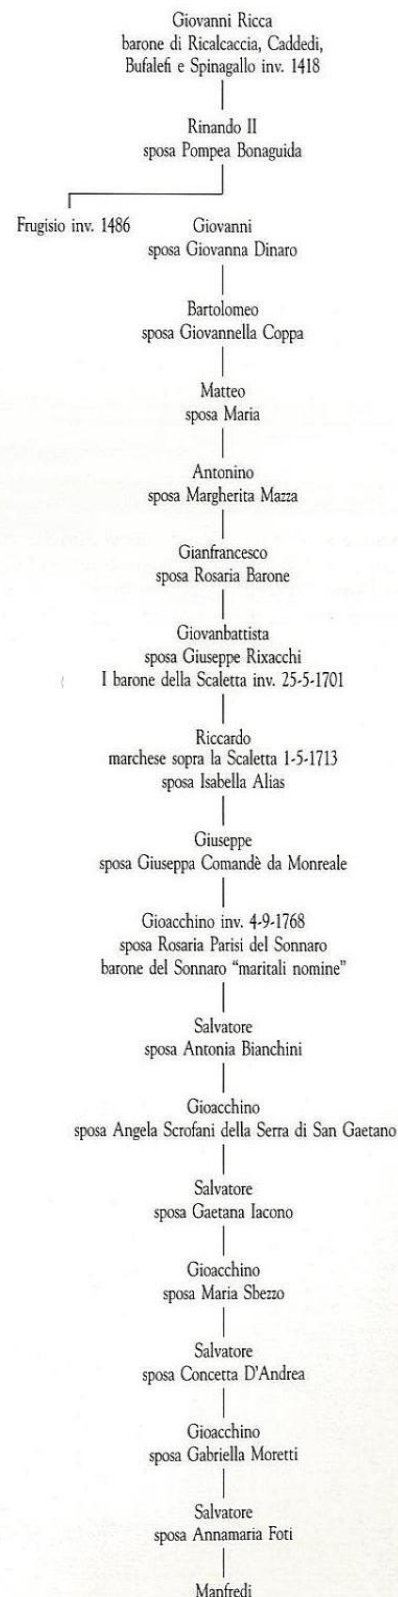 Giovanni Ricca
barone di Ricalcaccia, Caddedi,
Bufalefi e Spinagallo inv. 1418
Rinando II
sposa Pompea Bonaguida
Frugisio inv. 1486
Giovanni
sposa Giovanna Dinaro
Bartolomeo
sposa Giovannella Coppa
Matteo
sposa Maria
Antonino
sposa Margherita Mazza
Gianfrancesco
sposa Rosaria Barone
Giovanbattista
sposa Giuseppe Rixacchi
I barone della Scaletta inv. 25-5-1701
Riccardo
marchese sopra la Scaletta 1-5-1713
sposa Isabella Alias
Giuseppe
sposa Giuseppa Comandè da Monreale
Gioacchino inv. 4-9-1768
sposa Rosaria Parisi del Sonnaro
barone del Sonnaro “maritali nomine”
Salvatore
sposa Antonia Bianchini
Gioacchino
sposa Angela Scrofani della Serra di San Gaetano
Salvatore
sposa Gaetana Iacono
Gioacchino
sposa Maria Sbezzo
Salvatore
sposa Concetta D'Andrea
Gioacchino
sposa Gabriella Moretti
Salvatore
sposa Annamaria Foti
Manfredi